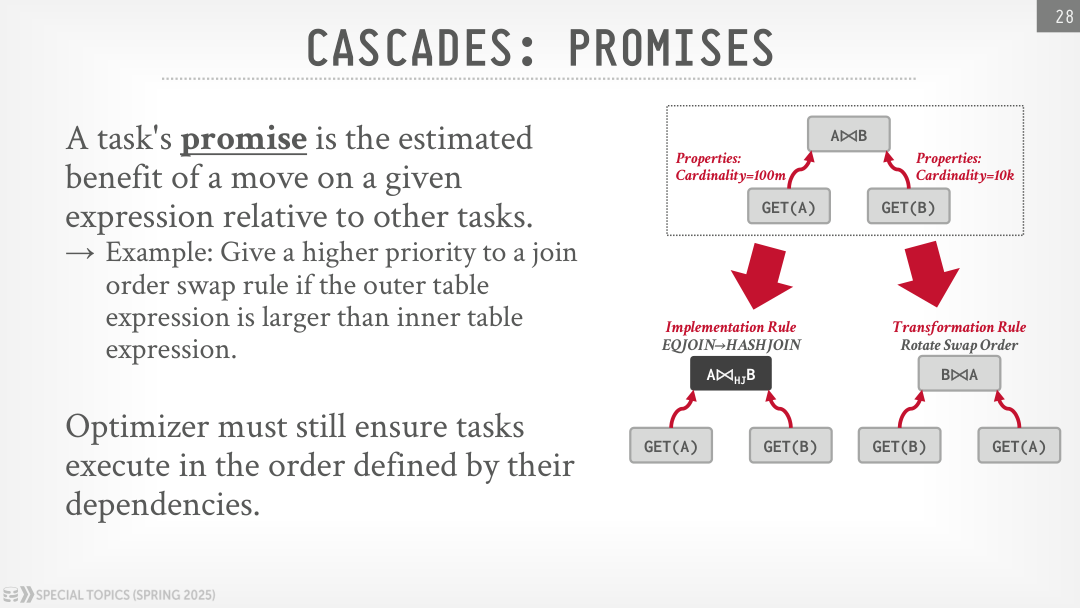 28
CASCADES: PROMISES
A task's promise is the estimated
benefit of a move on a given
expression relative to other tasks.
→ Example: Give a higher priority to a join
order swap rule if the outer table
expression is larger than inner table
expression.
Optimizer must still ensure tasks
execute in the order defined by their
dependencies.
A⋈B
Properties:
Cardinality=100m
Properties:
Cardinality=10k
GET(A)
GET(B)
Implementation Rule
EQJOIN→HASHJOIN
A⋈HJB
GET(A)
GET(B)
Transformation Rule
Rotate Swap Order
B⋈A
GET(B)
GET(A)
SPECIAL TOPICS (SPRING 2025)